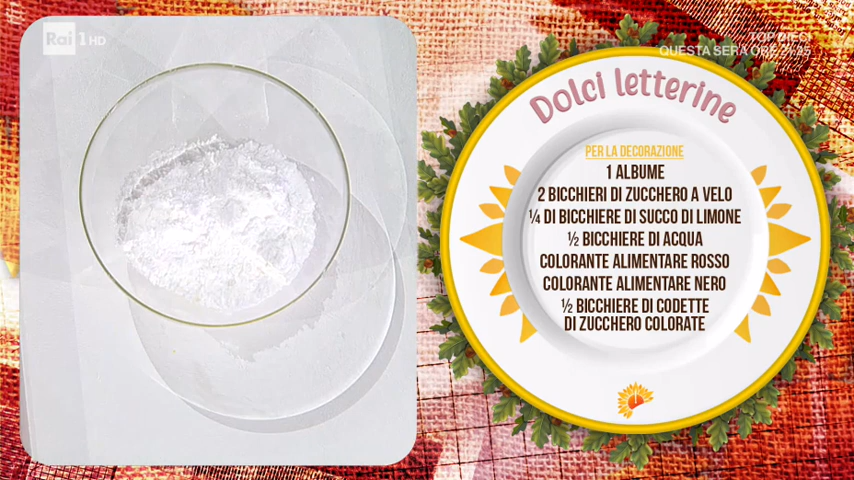 Rai 1 HD
TOP DIECI
QUESTA SERA ORE 21.25
Dolci letterine
PER LA DECORAZIONE
1 ALBUME
2 BICCHIERI DI ZUCCHERO A VELO
¼ DI BICCHIERE DI SUCCO DI LIMONE
½ BICCHIERE DI ACQUA
COLORANTE ALIMENTARE ROSSO
COLORANTE ALIMENTARE NERO
½ BICCHIERE DI CODETTE
DI ZUCCHERO COLORATE